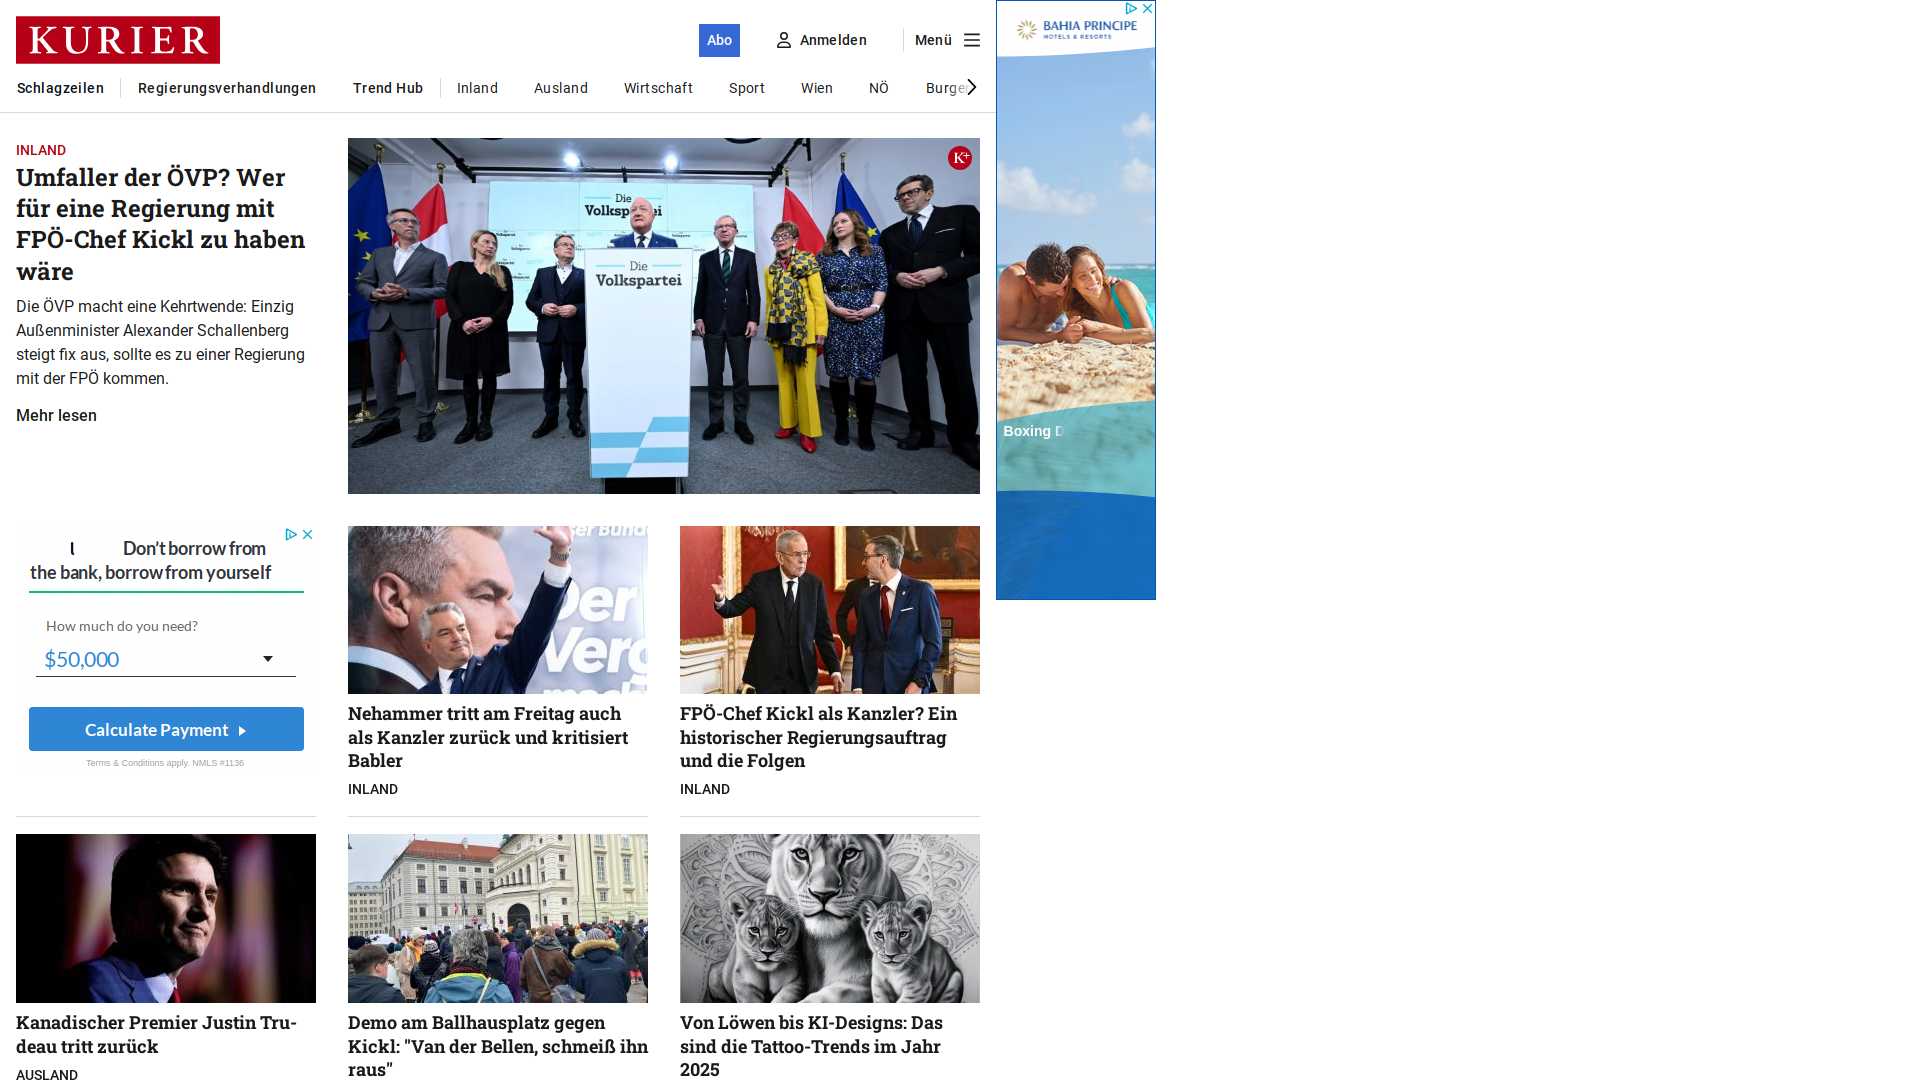 KURIER
Abo
Anmelden
Menü
Schlagzeilen
Regierungsverhandlungen
Trend Hub
Inland
Ausland
Wirtschaft
Sport
Wien
NÖ
INLAND
Umfaller der ÖVP? Wer
für eine Regierung mit
FPÖ-Chef Kickl zu haben
wäre
Die ÖVP macht eine Kehrtwende: Einzig
Außenminister Alexander Schallenberg
steigt fix aus, sollte es zu einer Regierung
mit der FPÖ kommen.
Mehr lesen
K+
Die
Volkspartei
Die
Volkspartei
BAHIA PRINCIPE
HOTELS & RESORTS
Boxing D
Don't borrow from
the bank, borrow from yourself
How much do you need?
$50,000
Calculate Payment
Terms & Conditions apply. NMLS #1136
Der
Nehammer tritt am Freitag auch
als Kanzler zurück und kritisiert
Babler
INLAND
FPÖ-Chef Kickl als Kanzler? Ein
historischer Regierungsauftrag
und die Folgen
INLAND
Kanadischer Premier Justin Tru-
deau tritt zurück
AUSLAND
Demo am Ballhausplatz gegen
Kickl: "Van der Bellen, schmeiß ihn
raus"
Von Löwen bis KI-Designs: Das
sind die Tattoo-Trends im Jahr
2025